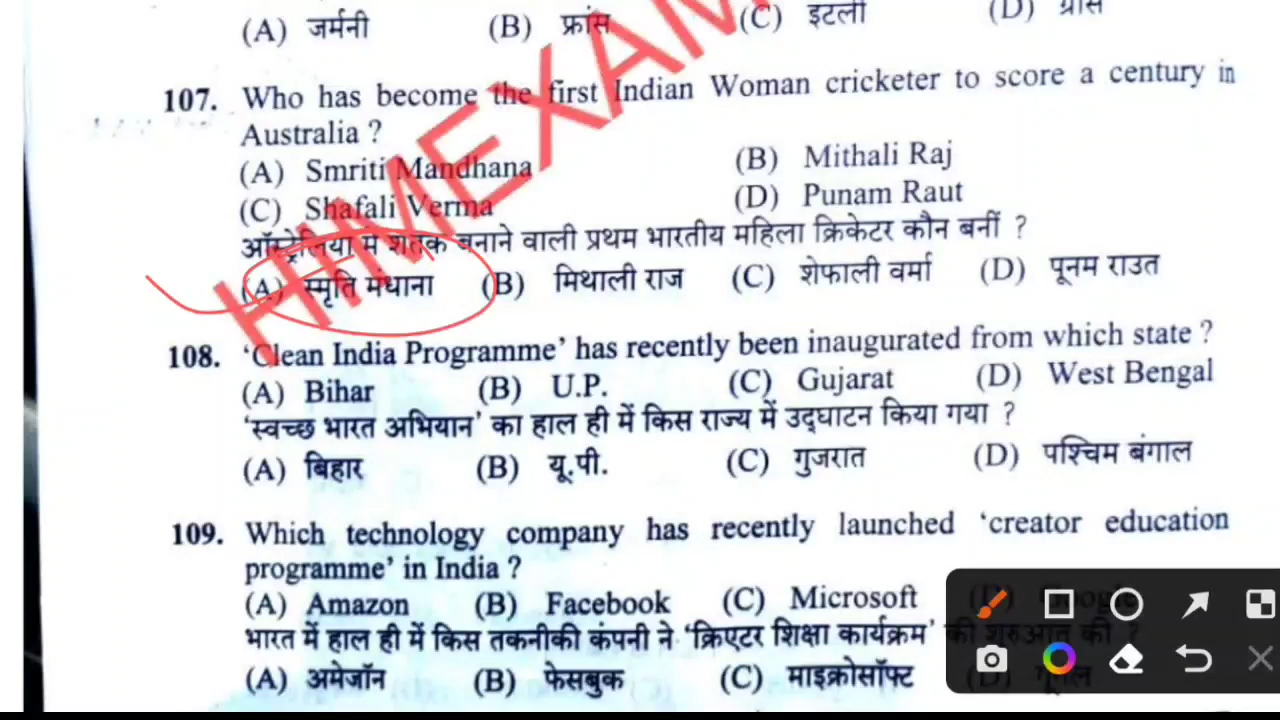 (A) जर्मनी (B) फ्रांस (C) इटली (D) ग्रीस
107. Who has become the first Indian Woman cricketer to score a century in
Australia ?
(A) Smriti Mandhana (B) Mithali Raj
(C) Shafali Verma (D) Punam Raut
ऑस्ट्रेलिया में शतक बनाने वाली प्रथम भारतीय महिला क्रिकेटर कौन बनीं ?
(A) स्मृति मंधाना (B) मिथाली राज (C) शेफाली वर्मा (D) पूनम राउत
108. ‘Clean India Programme’ has recently been inaugurated from which state ?
(A) Bihar (B) U.P. (C) Gujarat (D) West Bengal
‘स्वच्छ भारत अभियान’ का हाल ही में किस राज्य में उद्घाटन किया गया ?
(A) बिहार (B) यू.पी. (C) गुजरात (D) पश्चिम बंगाल
109. Which technology company has recently launched ‘creator education
programme’ in India ?
(A) Amazon (B) Facebook (C) Microsoft (D) Google
भारत में हाल ही में किस तकनीकी कंपनी ने ‘क्रिएटर शिक्षा कार्यक्रम’ की शुरुआत की ?
(A) अमेजॉन (B) फेसबुक (C) माइक्रोसॉफ्ट (D) गूगल
HMEXAM